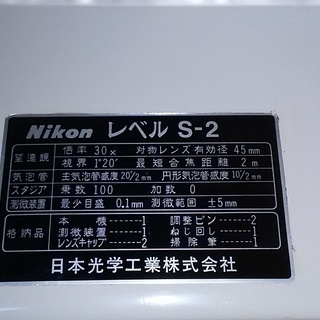 Nikon レベル S-2
望遠鏡 倍率 30× 対物レンズ有効径 45mm
視界 1°20′ 最短合焦距離 2 m
気泡管 主気泡管感度 20″/2mm 円形気泡管感度 10′/2mm
スタジア 乗数 100 加数 0
測微装置 最少目盛 0.1mm 測微範囲 ±5mm
格納品 本機 1 調整ピン 2
測微装置 1 ねじ回し 1
レンズキャップ 2 掃除筆 1
日本光学工業株式会社